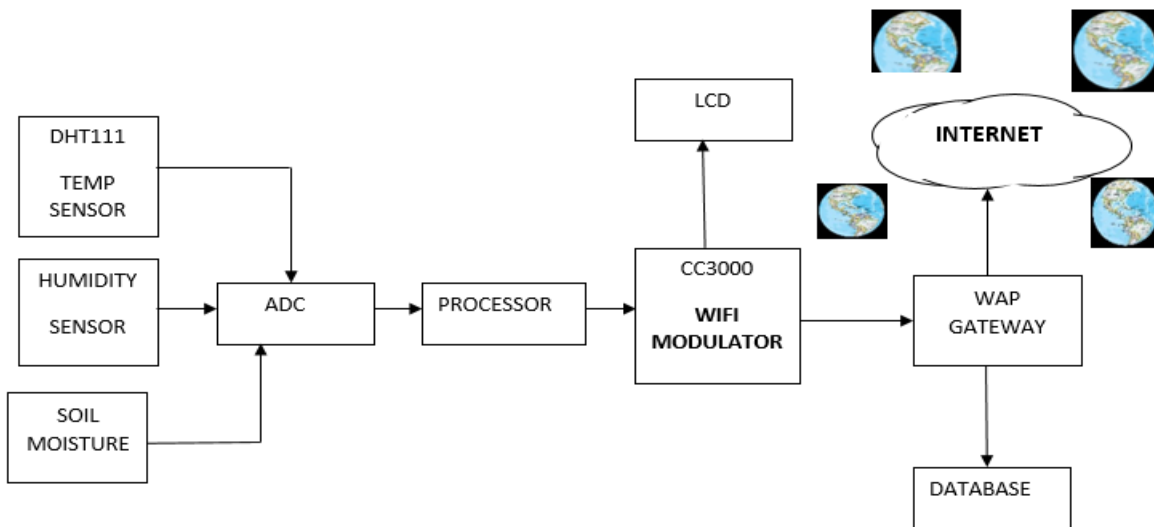 DHT111
TEMP
SENSOR
HUMIDITY
SENSOR
SOIL
MOISTURE
ADC
PROCESSOR
LCD
CC3000
WIFI
MODULATOR
INTERNET
WAP
GATEWAY
DATABASE